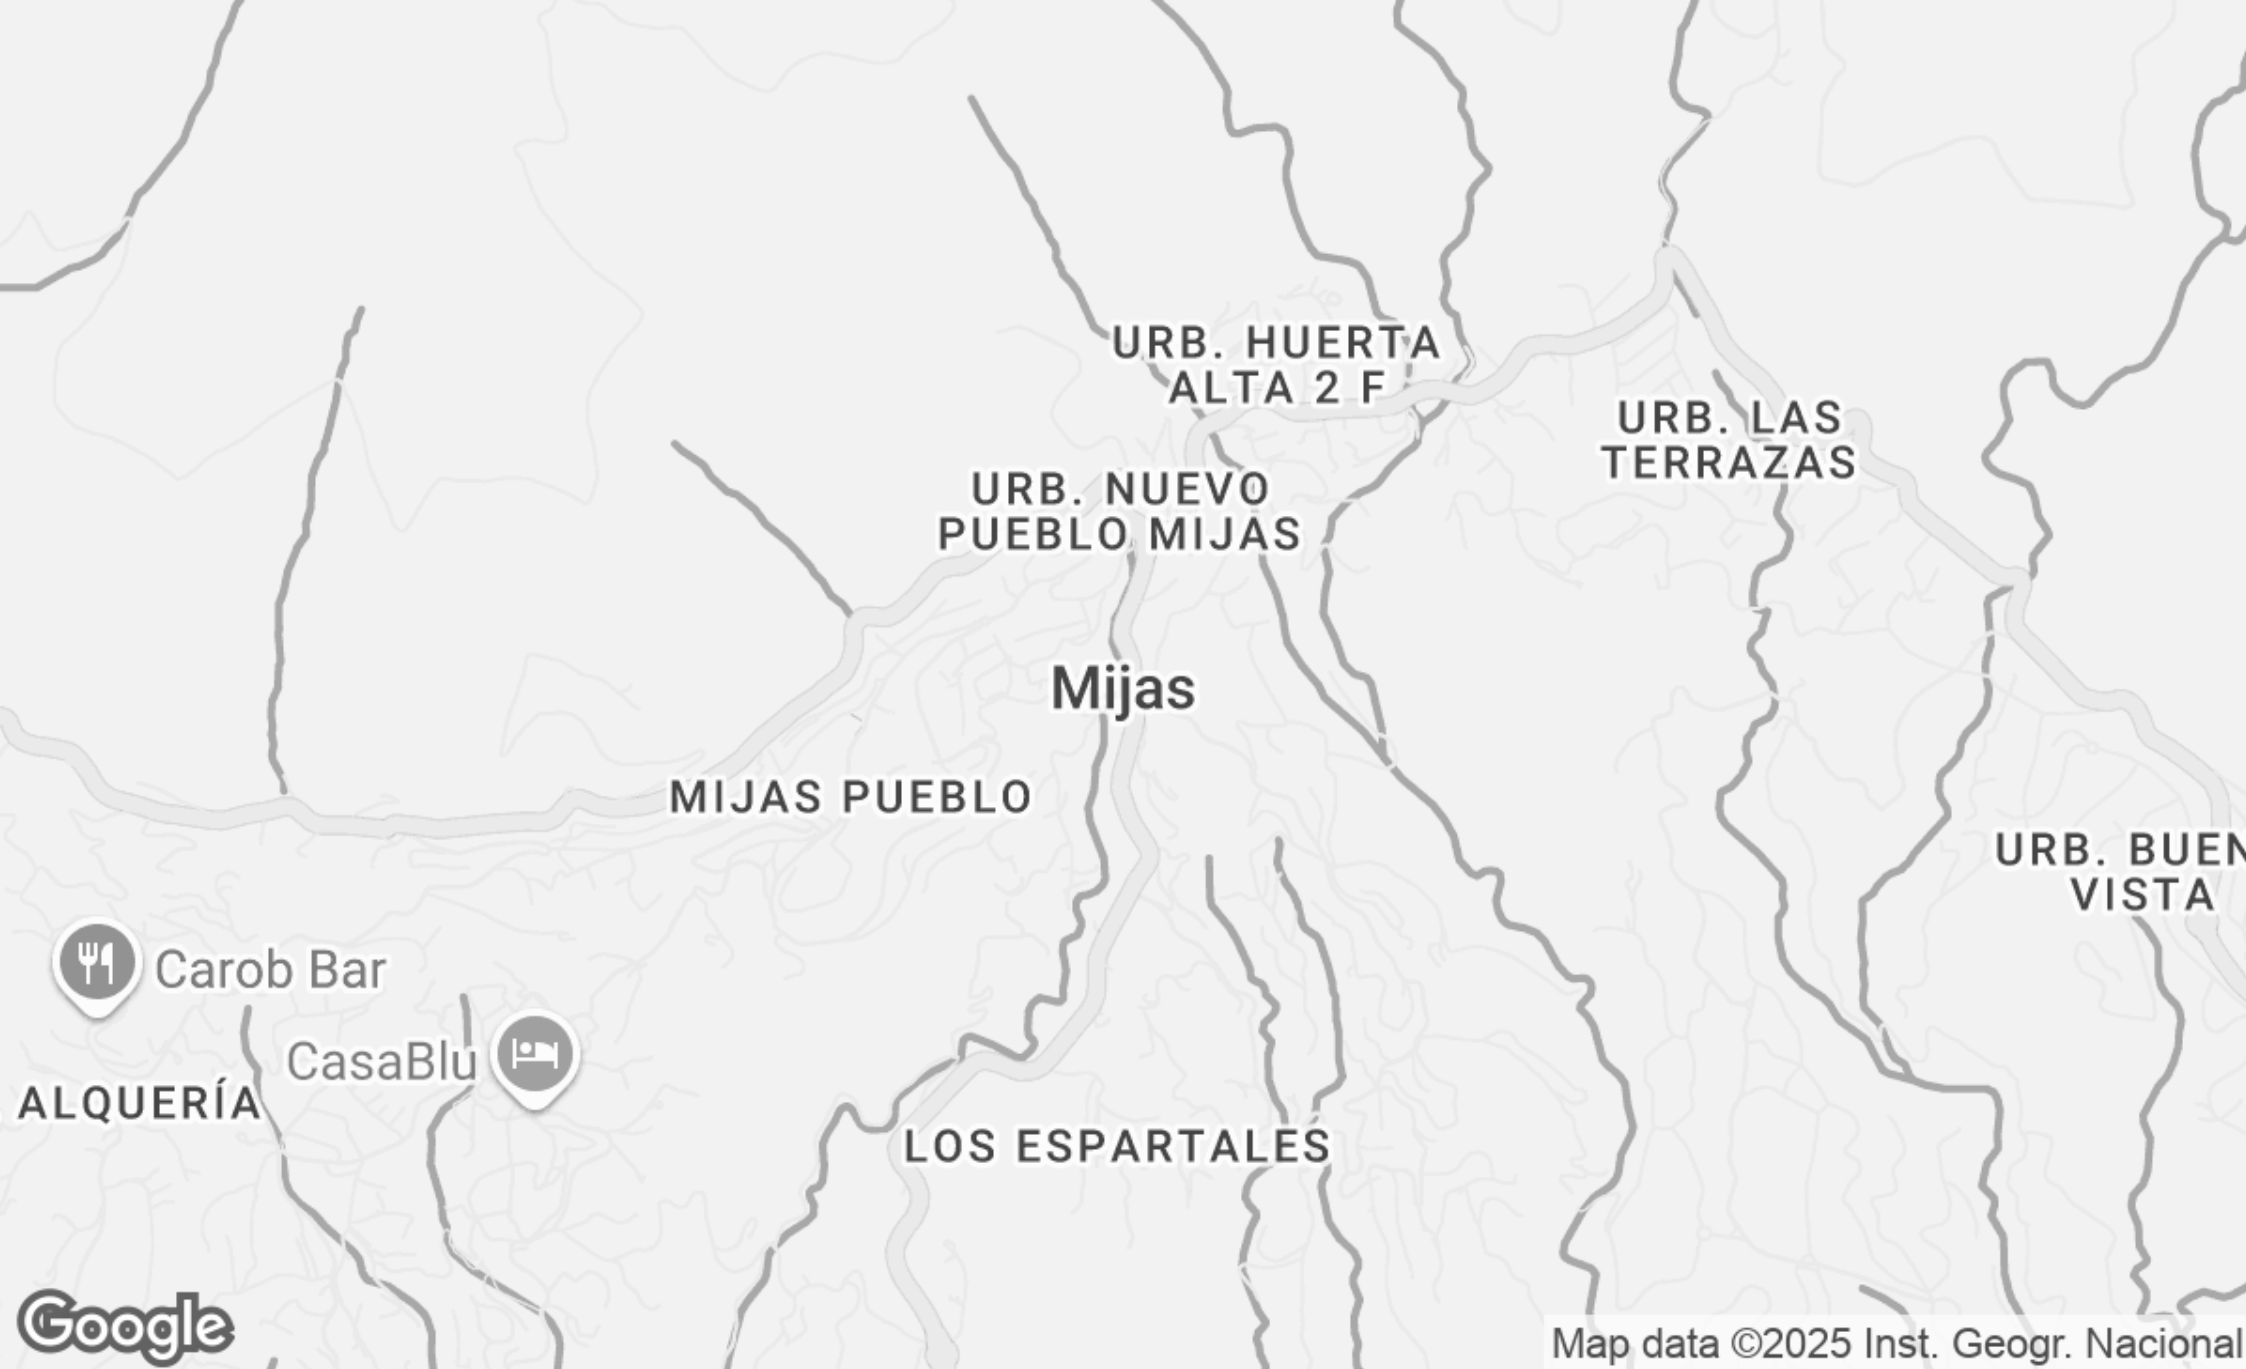 URB. HUERTA
ALTA 2 F
URB. LAS
TERRAZAS
URB. NUEVO
PUEBLO MIJAS
Mijas
MIJAS PUEBLO
URB. BUEN
VISTA
Carob Bar
CasaBlu
ALQUERÍA
LOS ESPARTALES
Google
Map data ©2025 Inst. Geogr. Nacional